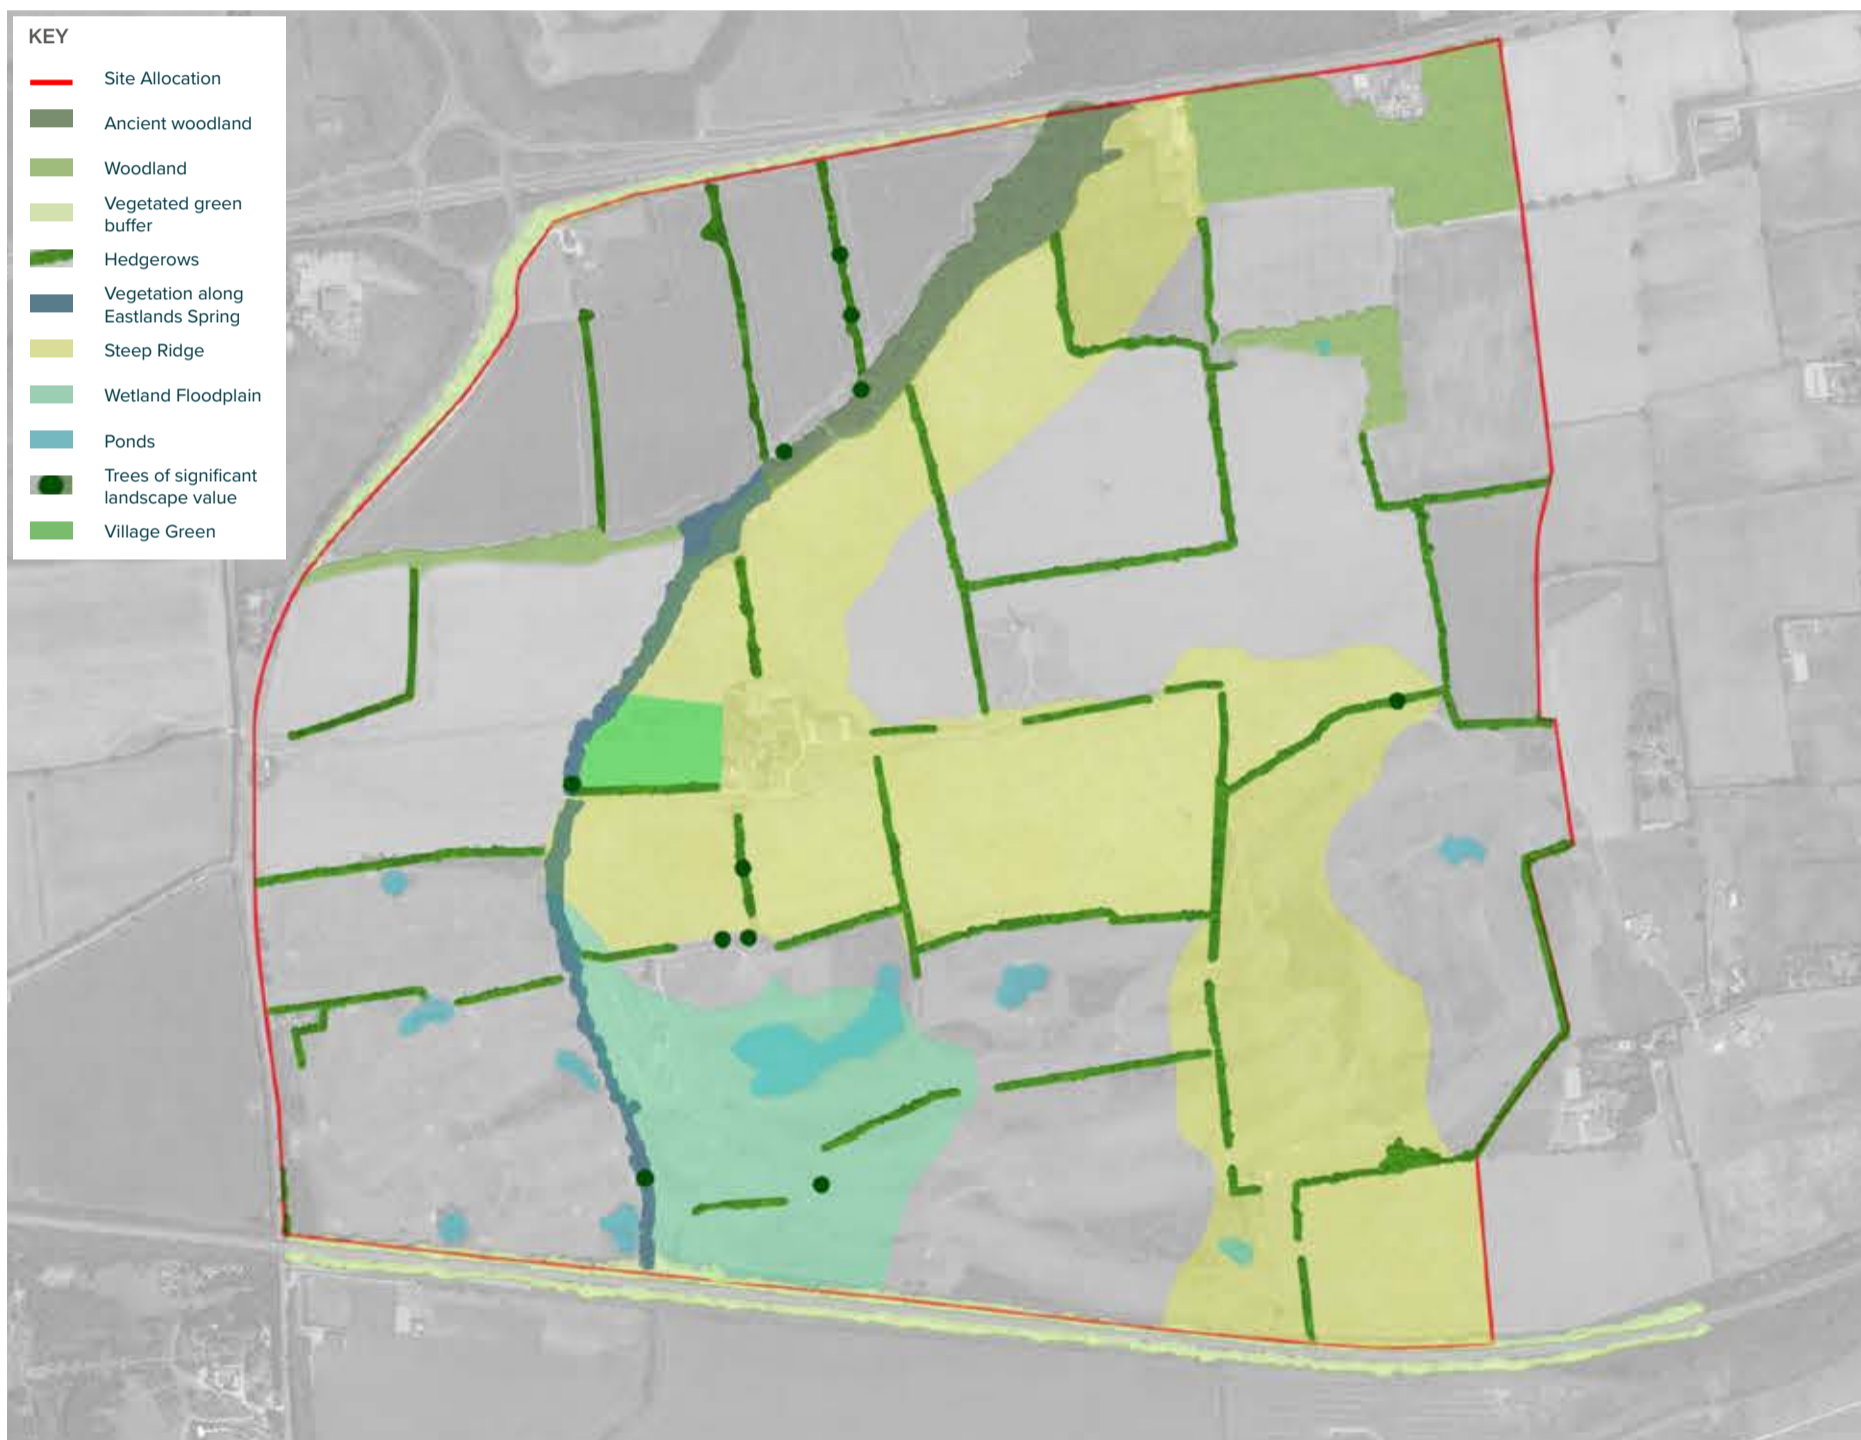 KEY
Site Allocation
Ancient woodland
Woodland
Vegetated green
buffer
Hedgerows
Vegetation along
Eastlands Spring
Steep Ridge
Wetland Floodplain
Ponds
Trees of significant
landscape value
Village Green